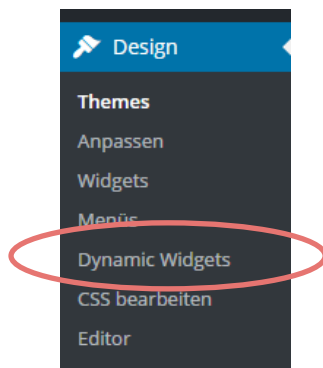 Design
Themes
Anpassen
Widgets
Menüs
Dynamic Widgets
CSS bearbeiten
Editor